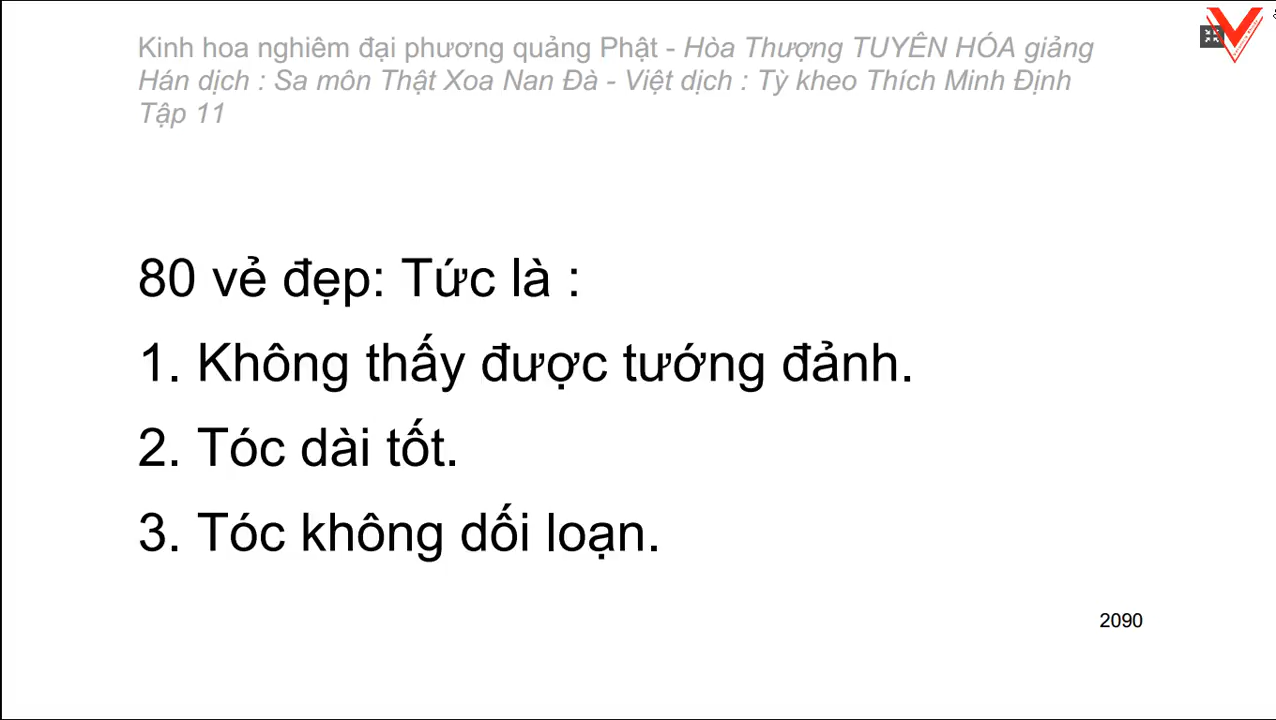 Kinh hoa nghiêm đại phương quảng Phật - Hòa Thượng TUYÊN HÓA giảng
Hán dịch : Sa môn Thật Xoa Nan Đà - Việt dịch : Tỳ kheo Thích Minh Định
Tập 11
80 vẻ đẹp: Tức là :
1. Không thấy được tướng đảnh.
2. Tóc dài tốt.
3. Tóc không dối loạn.
2090